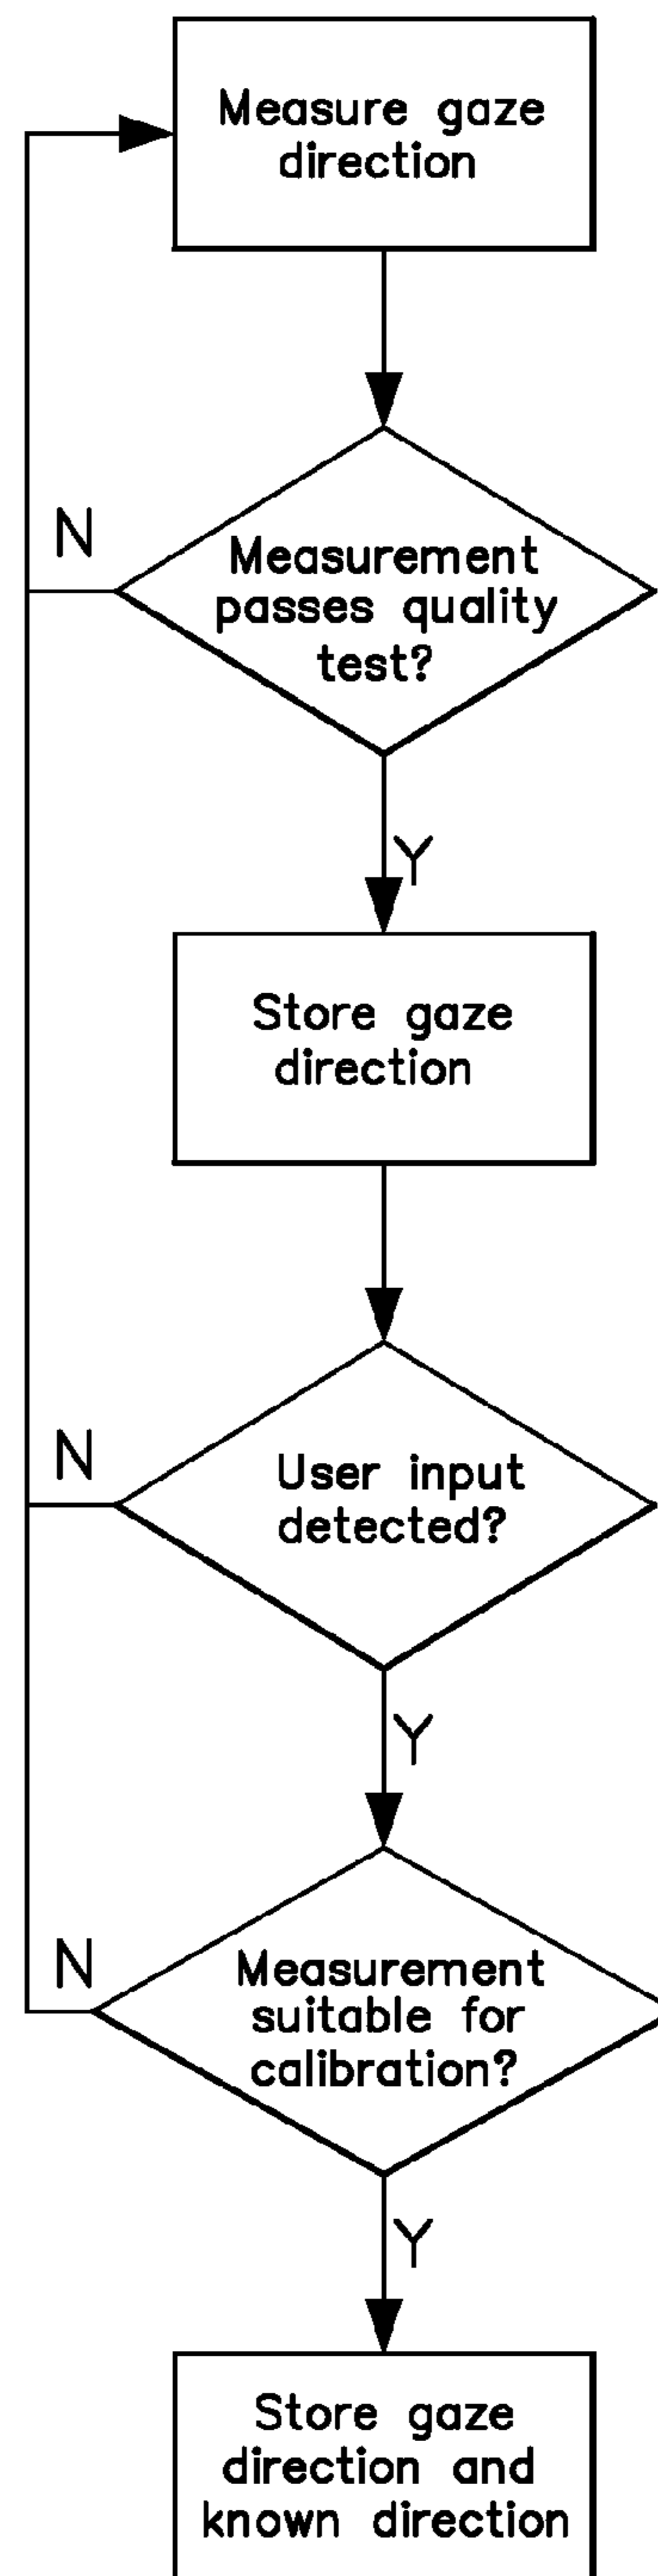 Measure gaze
direction
N
Measurement
passes quality
test?
Y
Store gaze
direction
N
User input
detected?
Y
N
Measurement
suitable for
calibration?
Y
Store gaze
direction and
known direction